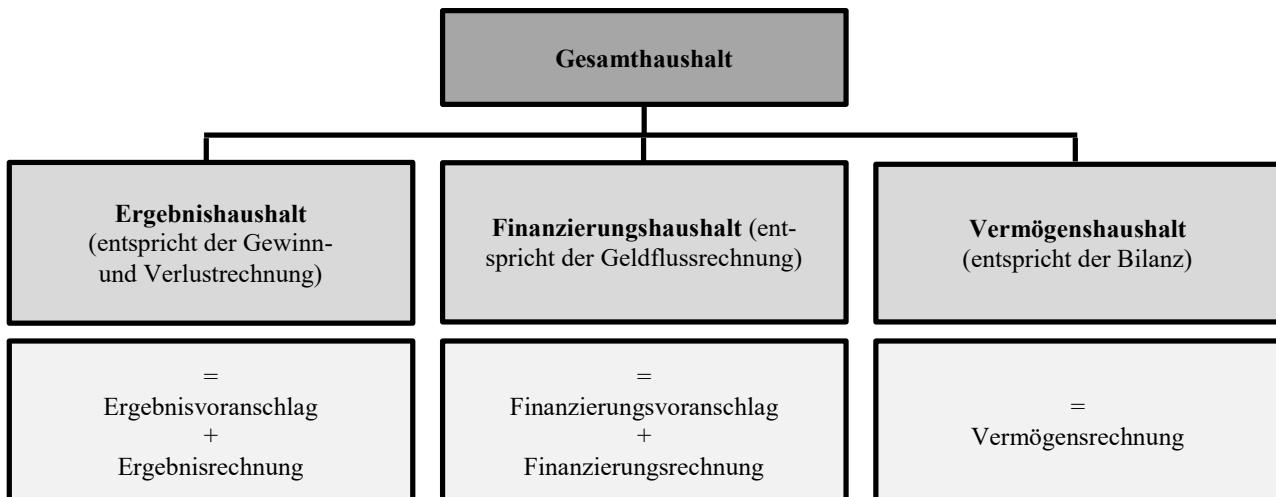 Gesamthaushalt
Ergebnishaushalt
(entspricht der Gewinn-
und Verlustrechnung)
Finanzierungshaushalt (ent-
spricht der Geldflussrechnung)
Vermögenshaushalt
(entspricht der Bilanz)
=
Ergebnisvoranschlag
+
Ergebnisrechnung
=
Finanzierungsvoranschlag
+
Finanzierungsrechnung
=
Vermögensrechnung